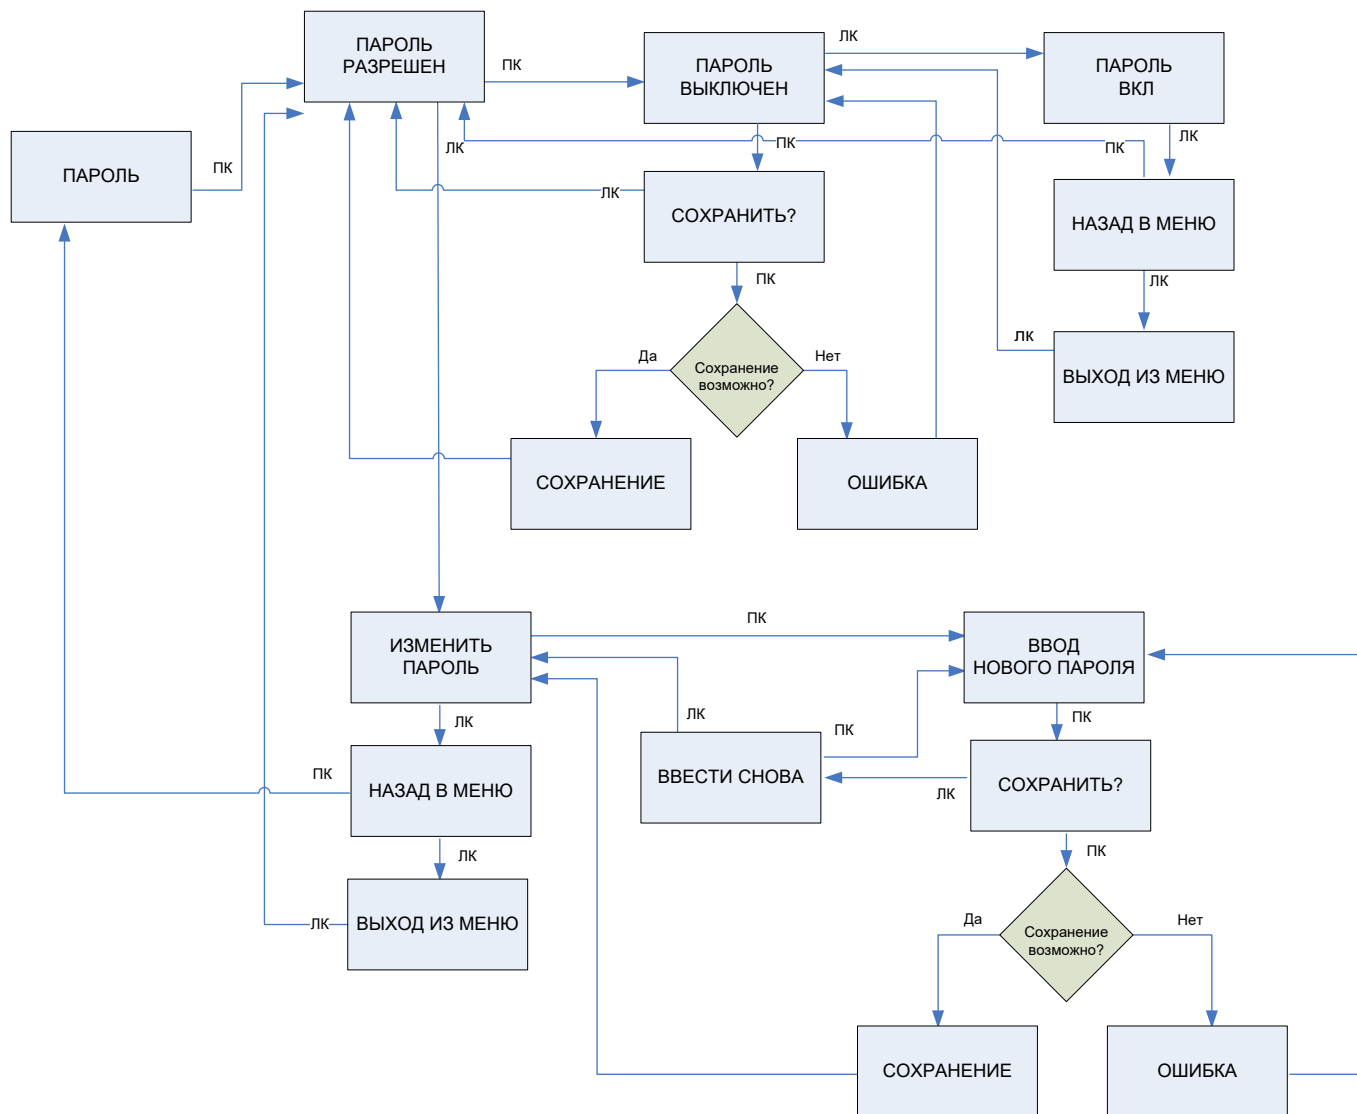 ПАРОЛЬ
РАЗРЕШЕН
ПК
ПАРОЛЬ
ВЫКЛЮЧЕН
ЛК
ПАРОЛЬ
ВКЛ
ПАРОЛЬ
ПК
ЛК
ПК
ПК
ЛК
ЛК
СОХРАНИТЬ?
НАЗАД В МЕНЮ
ПК
ЛК
Да
Сохранение
возможно?
Нет
ЛК
ВЫХОД ИЗ МЕНЮ
СОХРАНЕНИЕ
ОШИБКА
ИЗМЕНИТЬ
ПАРОЛЬ
ПК
ВВОД
НОВОГО ПАРОЛЯ
ЛК
ЛК
ПК
ПК
ПК
НАЗАД В МЕНЮ
ВВЕСТИ СНОВА
ЛК
СОХРАНИТЬ?
ЛК
ПК
ЛК
ВЫХОД ИЗ МЕНЮ
Да
Сохранение
возможно?
Нет
СОХРАНЕНИЕ
ОШИБКА